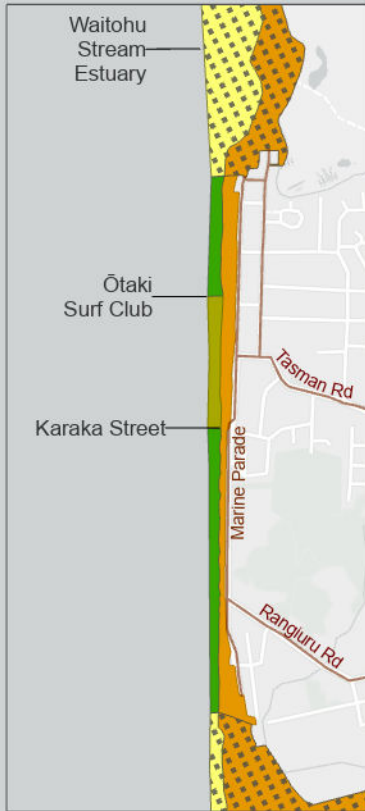 Waitohu
Stream
Estuary
Ōtaki
Surf Club
Tasman Rd
Karaka Street
Marine Parade
Rangiuru Rd